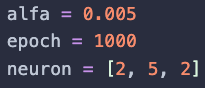 alfa = 0.005
epoch = 1000
neuron = [2, 5, 2]